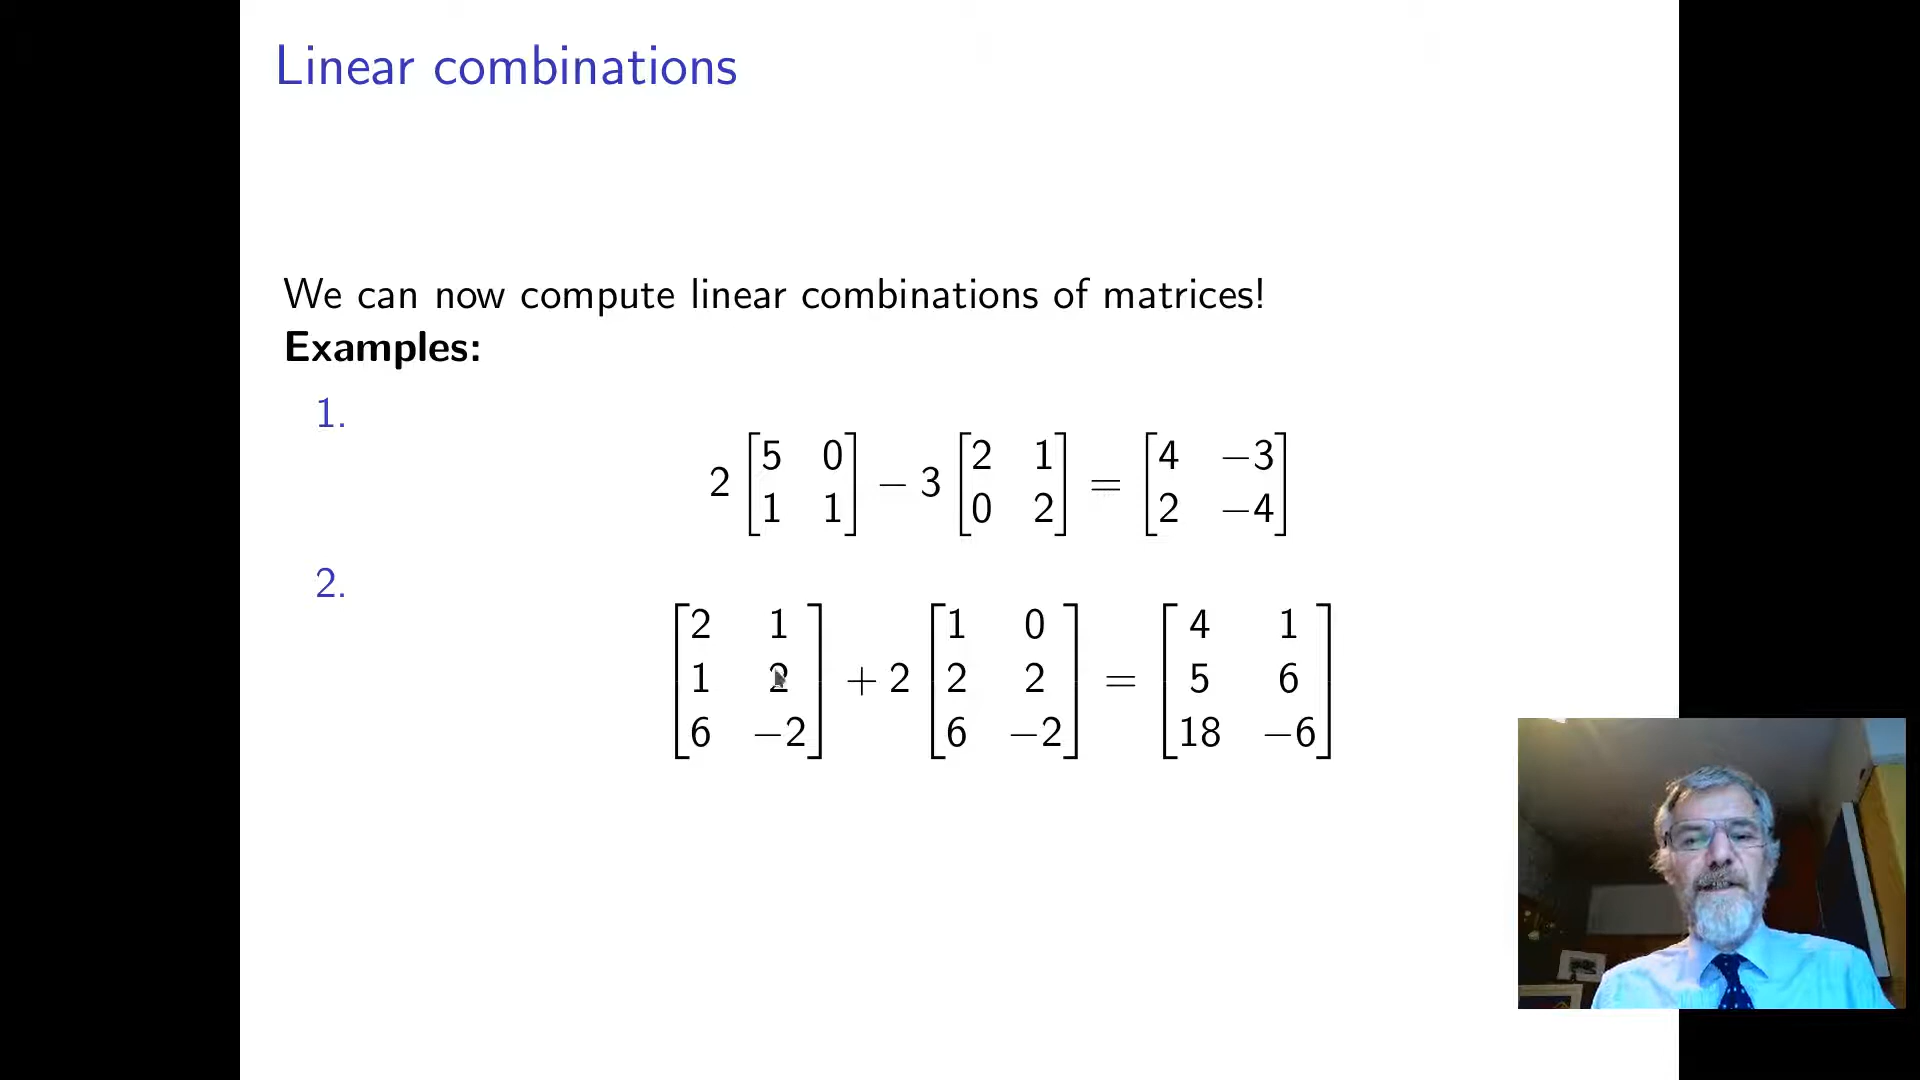 Linear combinations
We can now compute linear combinations of matrices!
Examples:
1.
2 [5 0; 1 1] − 3 [2 1; 0 2] = [4 −3; 2 −4]
2.
[2 1; 1 2; 6 −2] + 2 [1 0; 2 2; 6 −2] = [4 1; 5 6; 18 −6]